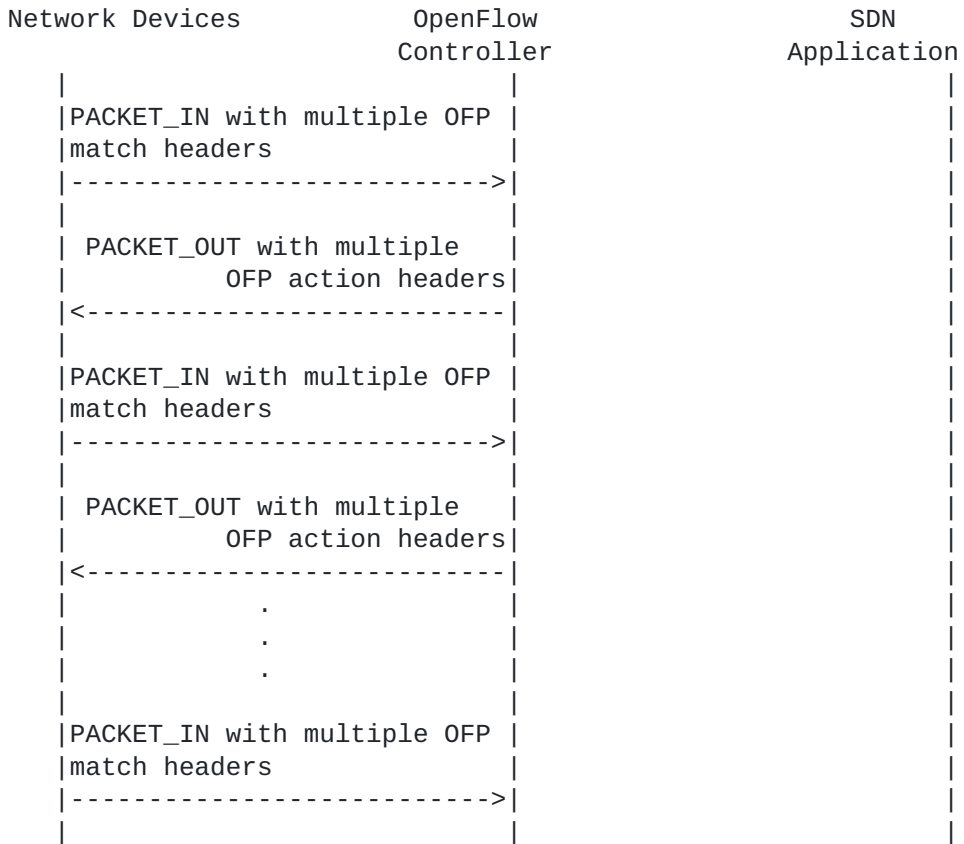 Network Devices OpenFlow SDN
Controller Application
|PACKET_IN with multiple OFP |
|match headers |
|--------------------------->|
| PACKET_OUT with multiple |
| OFP action headers|
|<---------------------------|
|PACKET_IN with multiple OFP |
|match headers |
|--------------------------->|
| PACKET_OUT with multiple |
| OFP action headers|
|<---------------------------|
| . |
| . |
| . |
|PACKET_IN with multiple OFP |
|match headers |
|--------------------------->|